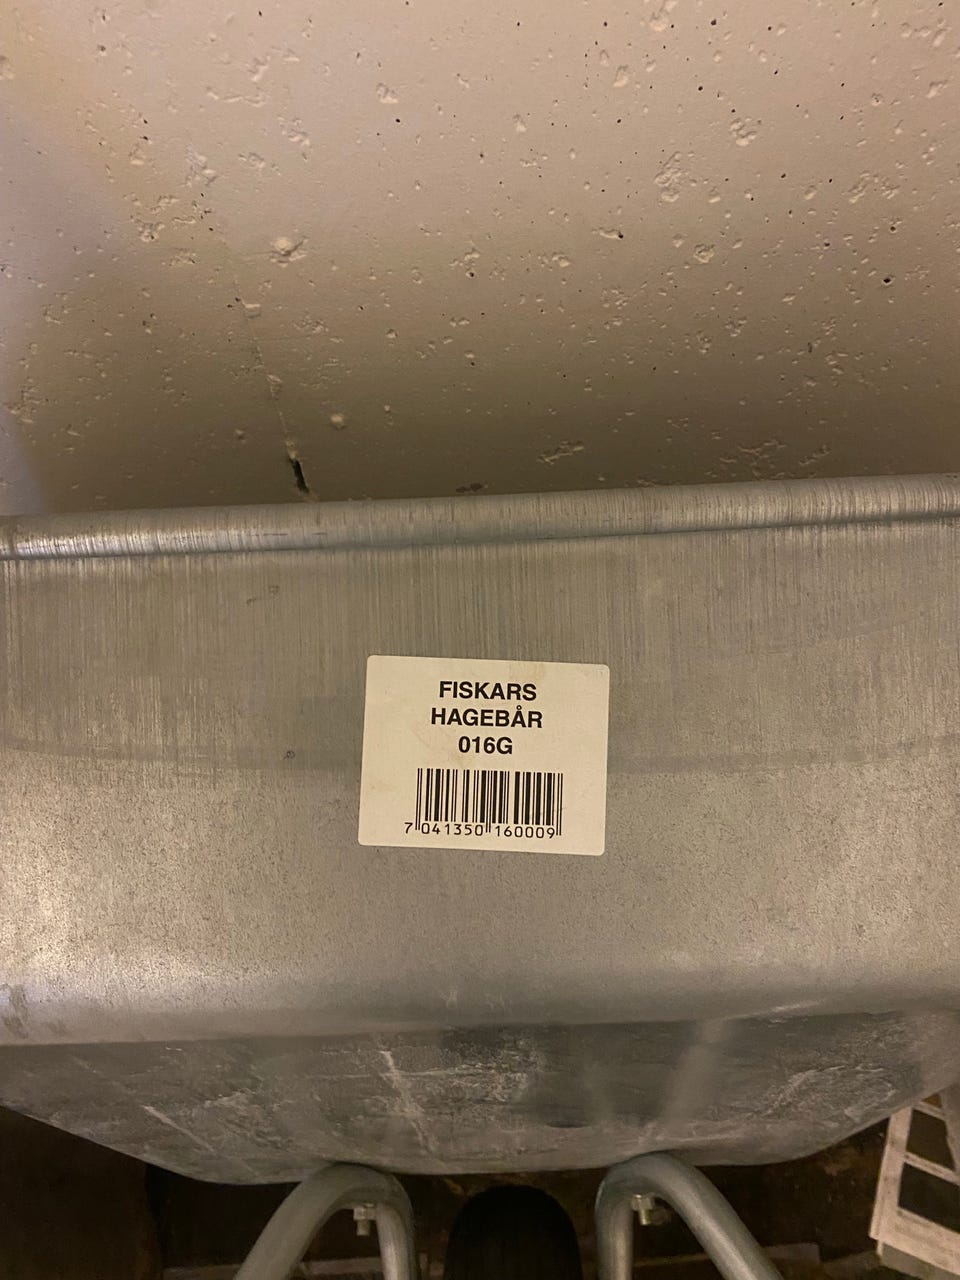 FISKARS
HAGEBÅR
016G
7 041350 160009